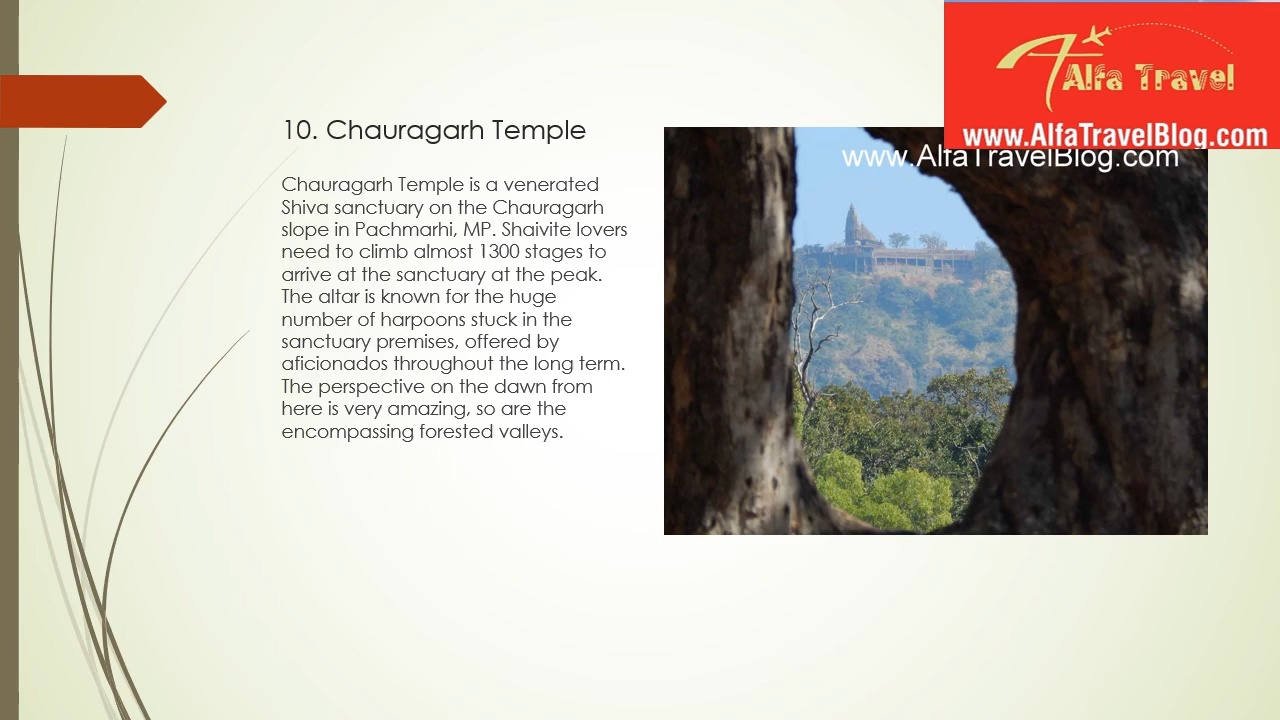 Alfa Travel
www.AlfaTravelBlog.com
10. Chauragarh Temple
www.AlfaTravelBlog.com
Chauragarh Temple is a venerated
Shiva sanctuary on the Chauragarh
slope in Pachmarhi, MP. Shaivite lovers
need to climb almost 1300 stages to
arrive at the sanctuary at the peak.
The altar is known for the huge
number of harpoons stuck in the
sanctuary premises, offered by
aficionados throughout the long term.
The perspective on the dawn from
here is very amazing, so are the
encompassing forested valleys.